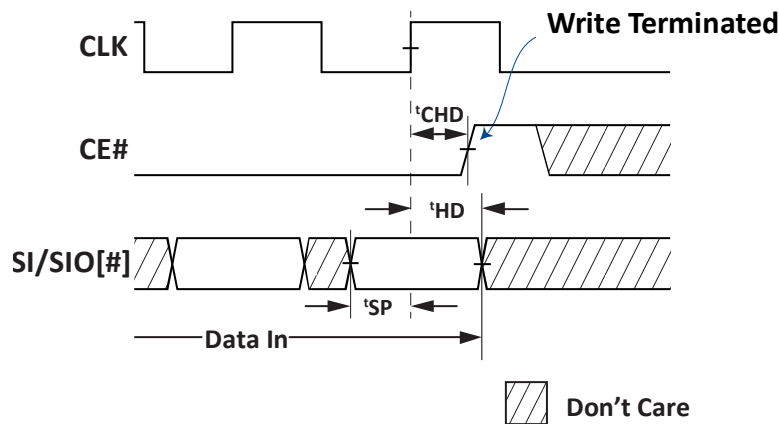 Write Terminated
CLK
tCHD
CE#
tHD
SI/SIO[#]
tSP
Data In
Don't Care